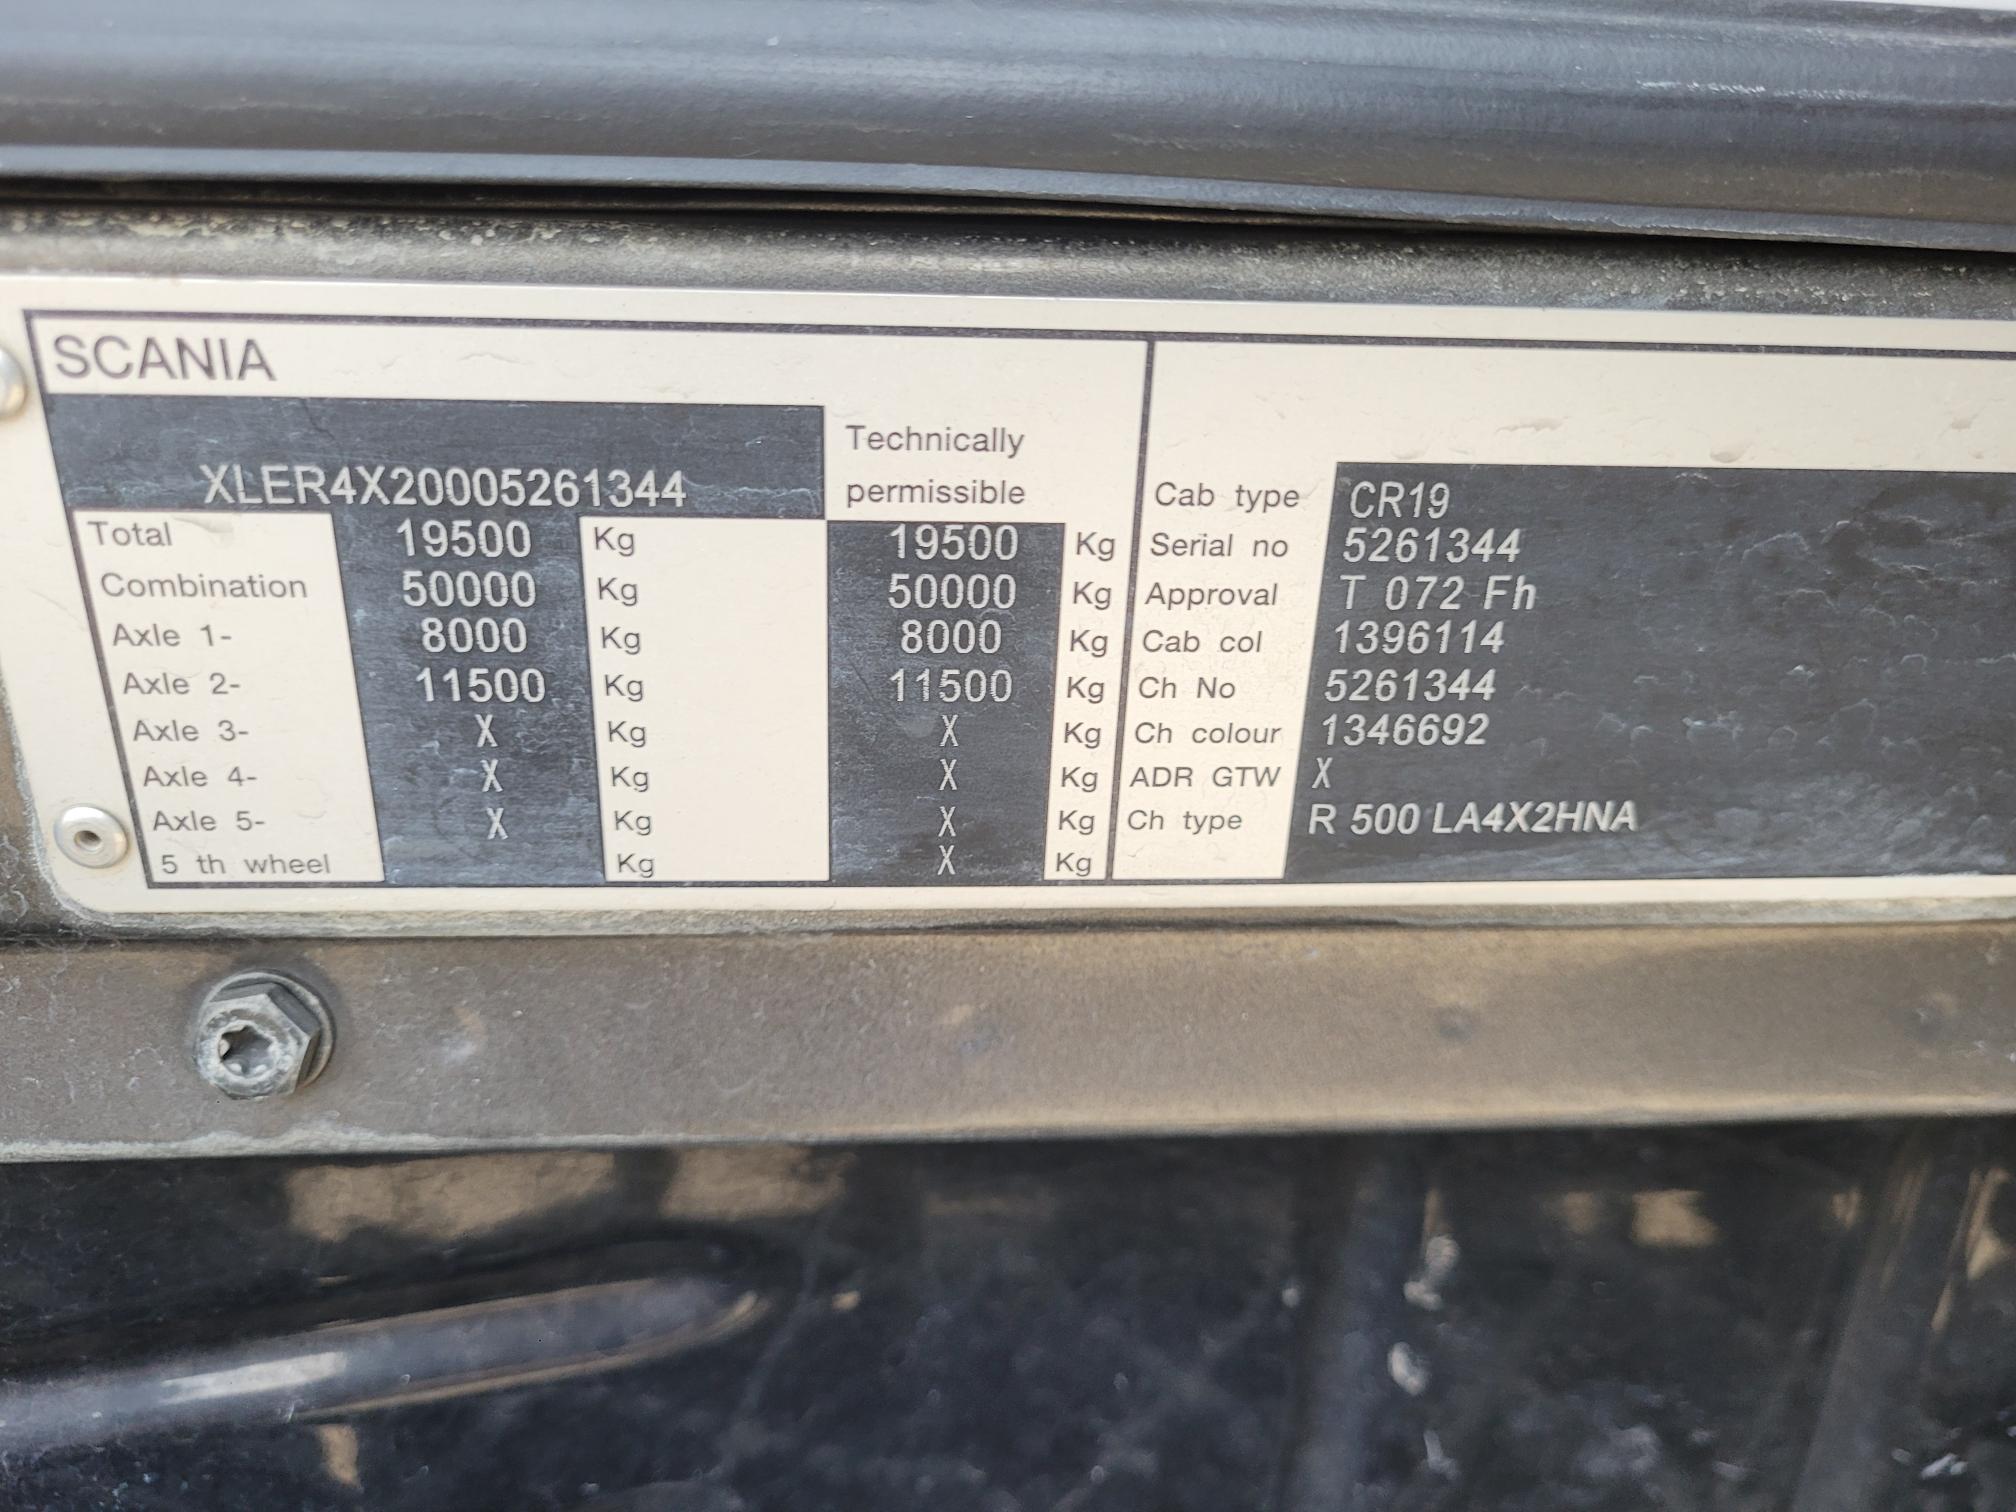 SCANIA
Technically
permissible
XLER4X20005261344
Total 19500 Kg 19500 Kg
Combination 50000 Kg 50000 Kg
Axle 1- 8000 Kg 8000 Kg
Axle 2- 11500 Kg 11500 Kg
Axle 3- X Kg X Kg
Axle 4- X Kg X Kg
Axle 5- X Kg X Kg
5 th wheel Kg X Kg
Cab type CR19
Serial no 5261344
Approval T 072 Fh
Cab col 1396114
Ch No 5261344
Ch colour 1346692
ADR GTW X
Ch type R 500 LA4X2HNA